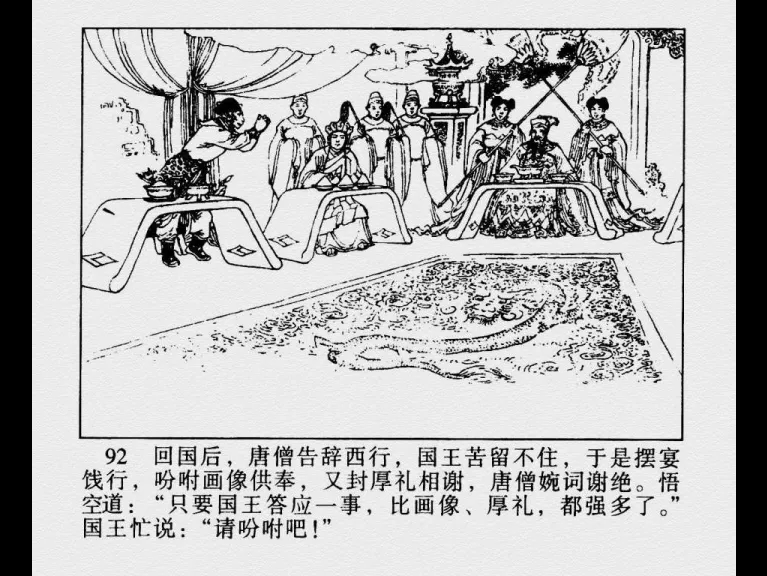 92 回国后，唐僧告辞西行，国王苦留不住，于是摆宴
饯行，吩咐画像供奉，又封厚礼相谢，唐僧婉词谢绝。悟
空道：“只要国王答应一事，比画像、厚礼，都强多了。”
国王忙说：“请吩咐吧！”